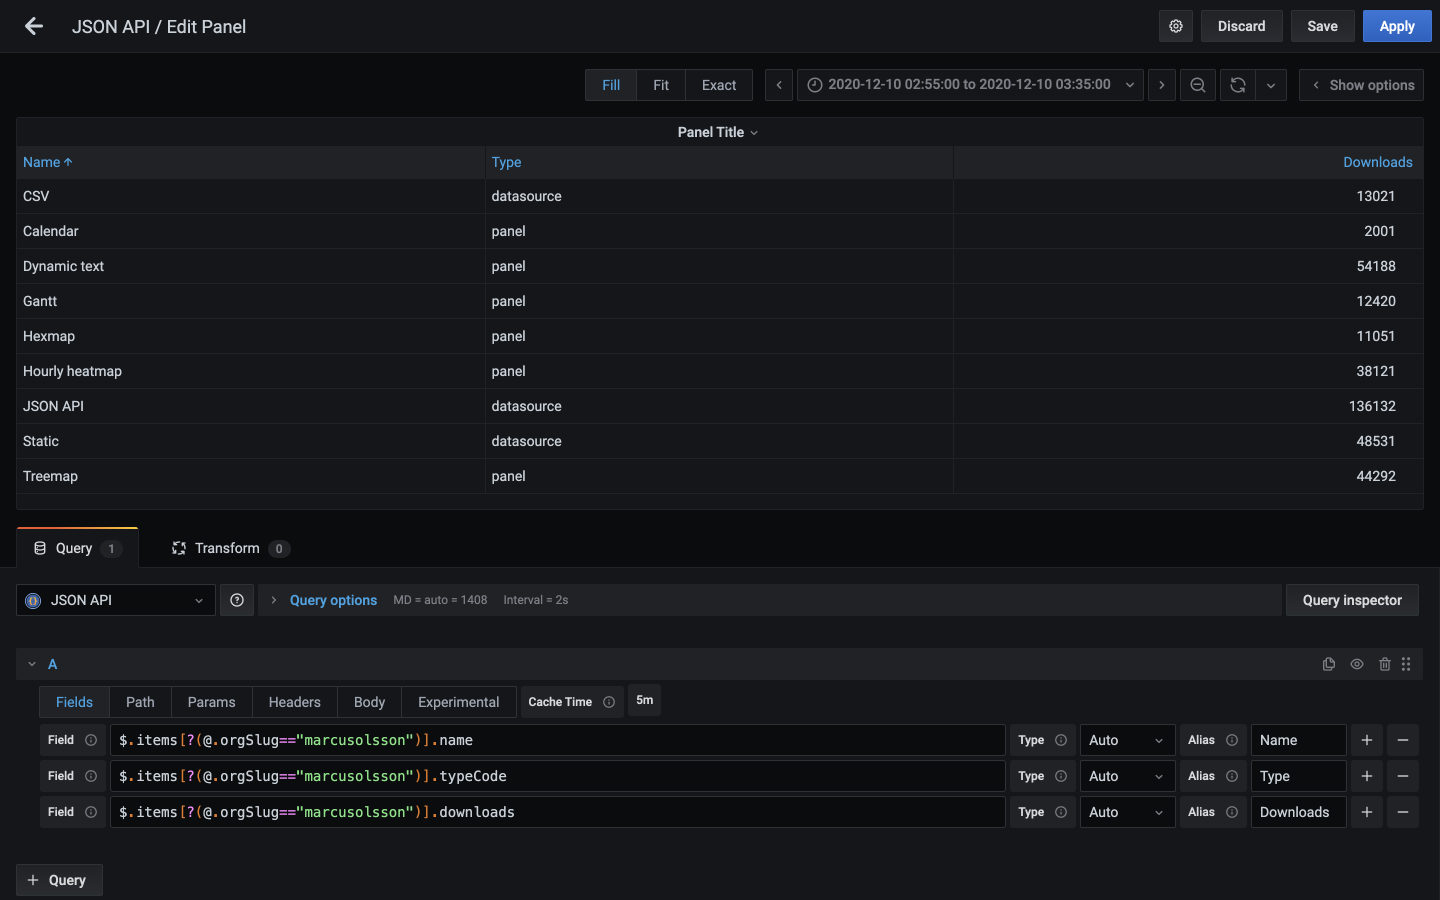 JSON API / Edit Panel Discard Save Apply
Fill Fit Exact 2020-12-10 02:55:00 to 2020-12-10 03:35:00 Show options
Panel Title
Name Type Downloads
CSV datasource 13021
Calendar panel 2001
Dynamic text panel 54188
Gantt panel 12420
Hexmap panel 11051
Hourly heatmap panel 38121
JSON API datasource 136132
Static datasource 48531
Treemap panel 44292
Query 1 Transform 0
JSON API Query options MD = auto = 1408 Interval = 2s Query inspector
A
Fields Path Params Headers Body Experimental Cache Time 5m
Field $.items[?(@.orgSlug=="marcusolsson")].name Type Auto Alias Name
Field $.items[?(@.orgSlug=="marcusolsson")].typeCode Type Auto Alias Type
Field $.items[?(@.orgSlug=="marcusolsson")].downloads Type Auto Alias Downloads
+ Query